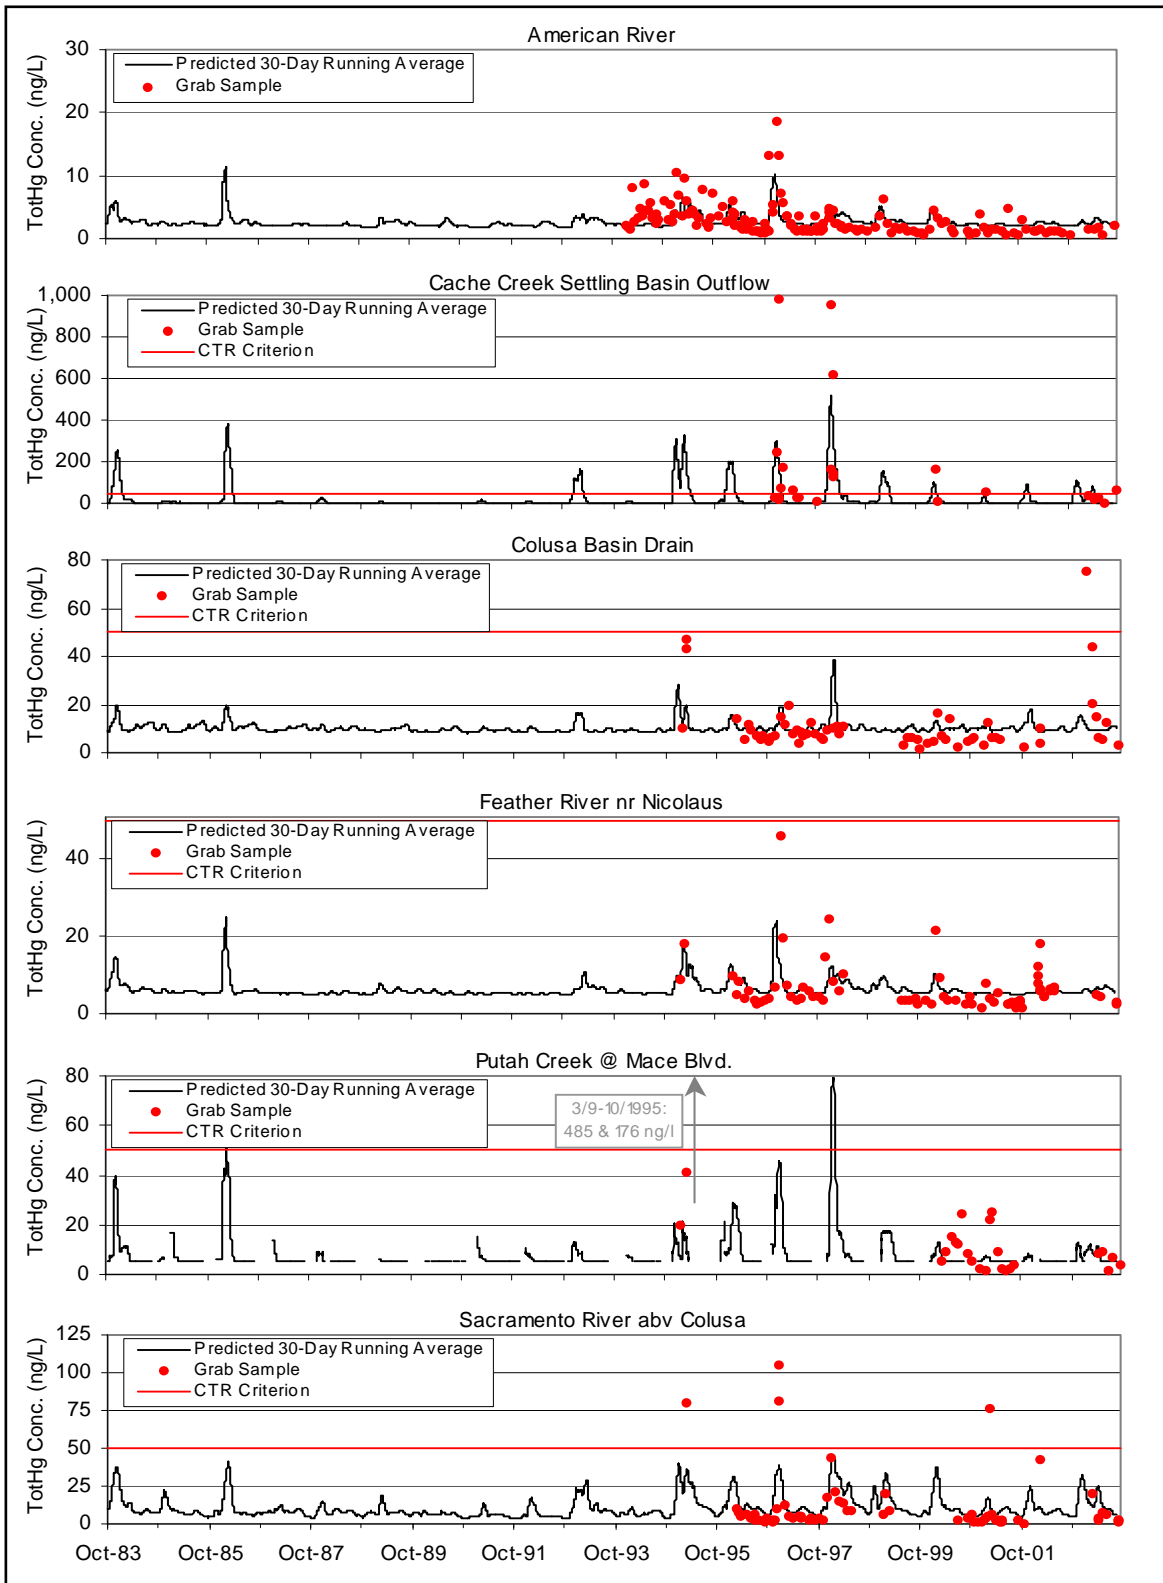 American River
TotHg Conc. (ng/L)
30
20
10
0
Predicted 30-Day Running Average
Grab Sample
Cache Creek Settling Basin Outflow
TotHg Conc. (ng/L)
1,000
800
600
400
200
0
Predicted 30-Day Running Average
Grab Sample
CTR Criterion
Colusa Basin Drain
TotHg Conc. (ng/L)
80
60
40
20
0
Predicted 30-Day Running Average
Grab Sample
CTR Criterion
Feather River nr Nicolaus
TotHg Conc. (ng/L)
40
20
0
Predicted 30-Day Running Average
Grab Sample
CTR Criterion
Putah Creek @ Mace Blvd.
TotHg Conc. (ng/L)
80
60
40
20
0
Predicted 30-Day Running Average
Grab Sample
CTR Criterion
3/9-10/1995:
485 & 176 ng/l
Sacramento River abv Colusa
TotHg Conc. (ng/L)
125
100
75
50
25
0
Predicted 30-Day Running Average
Grab Sample
CTR Criterion
Oct-83 Oct-85 Oct-87 Oct-89 Oct-91 Oct-93 Oct-95 Oct-97 Oct-99 Oct-01